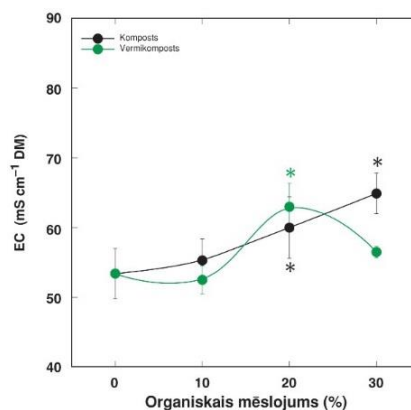 90
Komposts
Vermikomposts
80
70
60
50
40
EC (mS cm⁻¹ DM)
* *
*
0 10 20 30
Organiskais mēslojums (%)